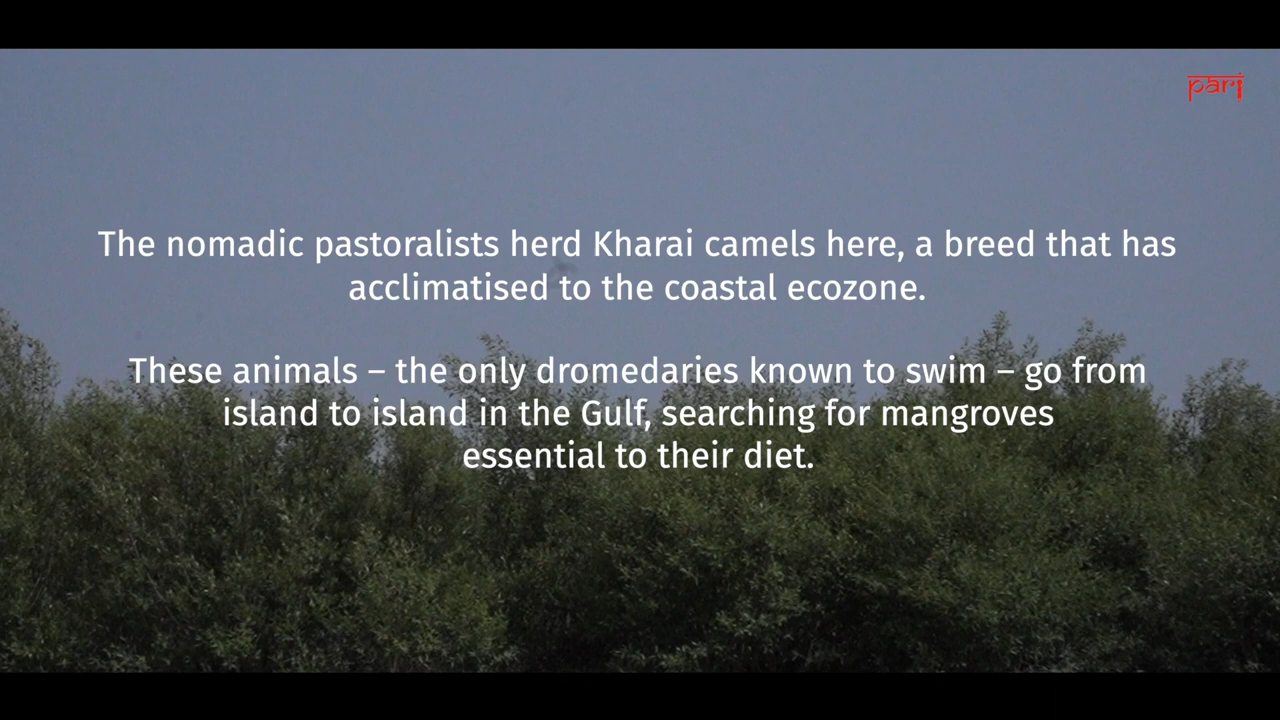 pari
The nomadic pastoralists herd Kharai camels here, a breed that has
acclimatised to the coastal ecozone.
These animals – the only dromedaries known to swim – go from
island to island in the Gulf, searching for mangroves
essential to their diet.